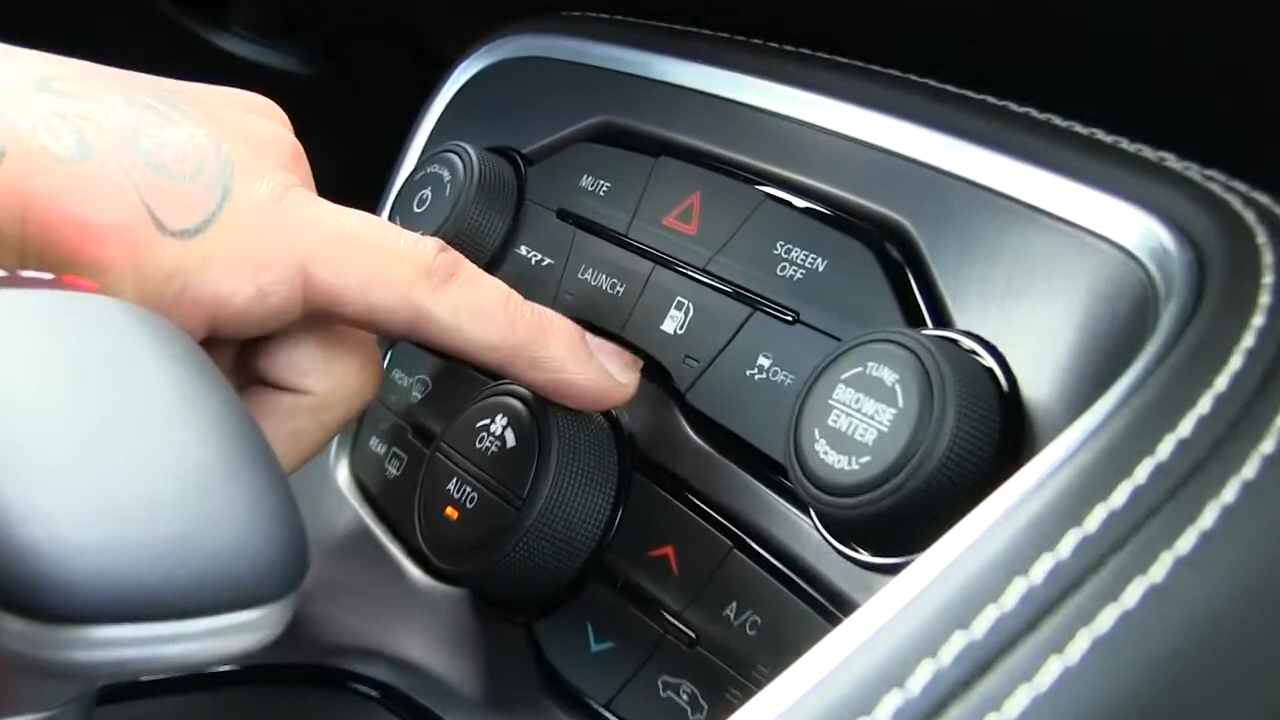 VOLUME
MUTE
SCREEN
OFF
SRT
LAUNCH
OFF
TUNE
BROWSE
ENTER
SCROLL
FRONT
OFF
REAR
AUTO
A/C